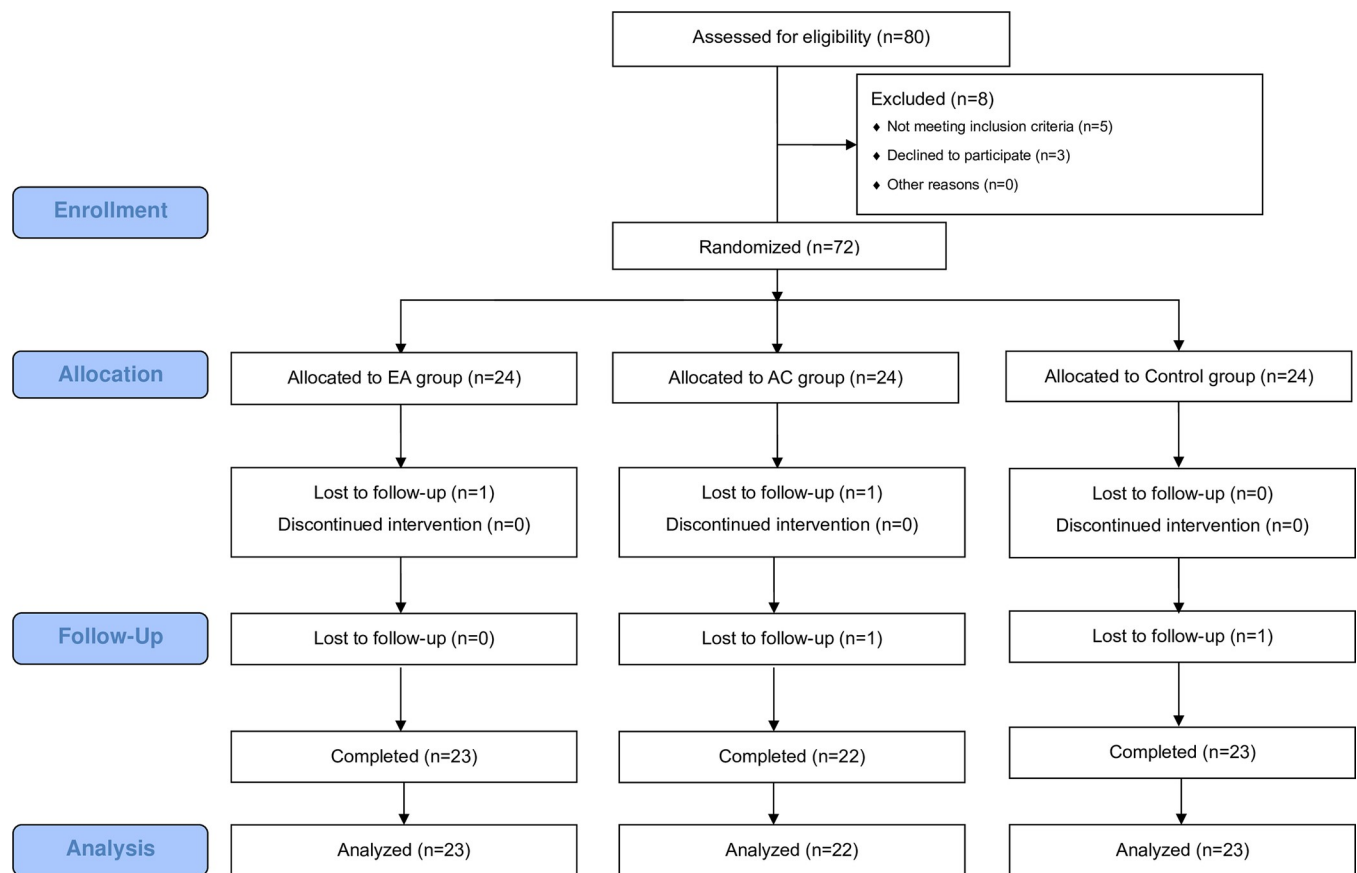 Assessed for eligibility (n=80)
Excluded (n=8)
♦ Not meeting inclusion criteria (n=5)
♦ Declined to participate (n=3)
♦ Other reasons (n=0)
Enrollment
Randomized (n=72)
Allocation
Allocated to EA group (n=24)
Allocated to AC group (n=24)
Allocated to Control group (n=24)
Lost to follow-up (n=1)
Discontinued intervention (n=0)
Lost to follow-up (n=1)
Discontinued intervention (n=0)
Lost to follow-up (n=0)
Discontinued intervention (n=0)
Follow-Up
Lost to follow-up (n=0)
Lost to follow-up (n=1)
Lost to follow-up (n=1)
Completed (n=23)
Completed (n=22)
Completed (n=23)
Analysis
Analyzed (n=23)
Analyzed (n=22)
Analyzed (n=23)